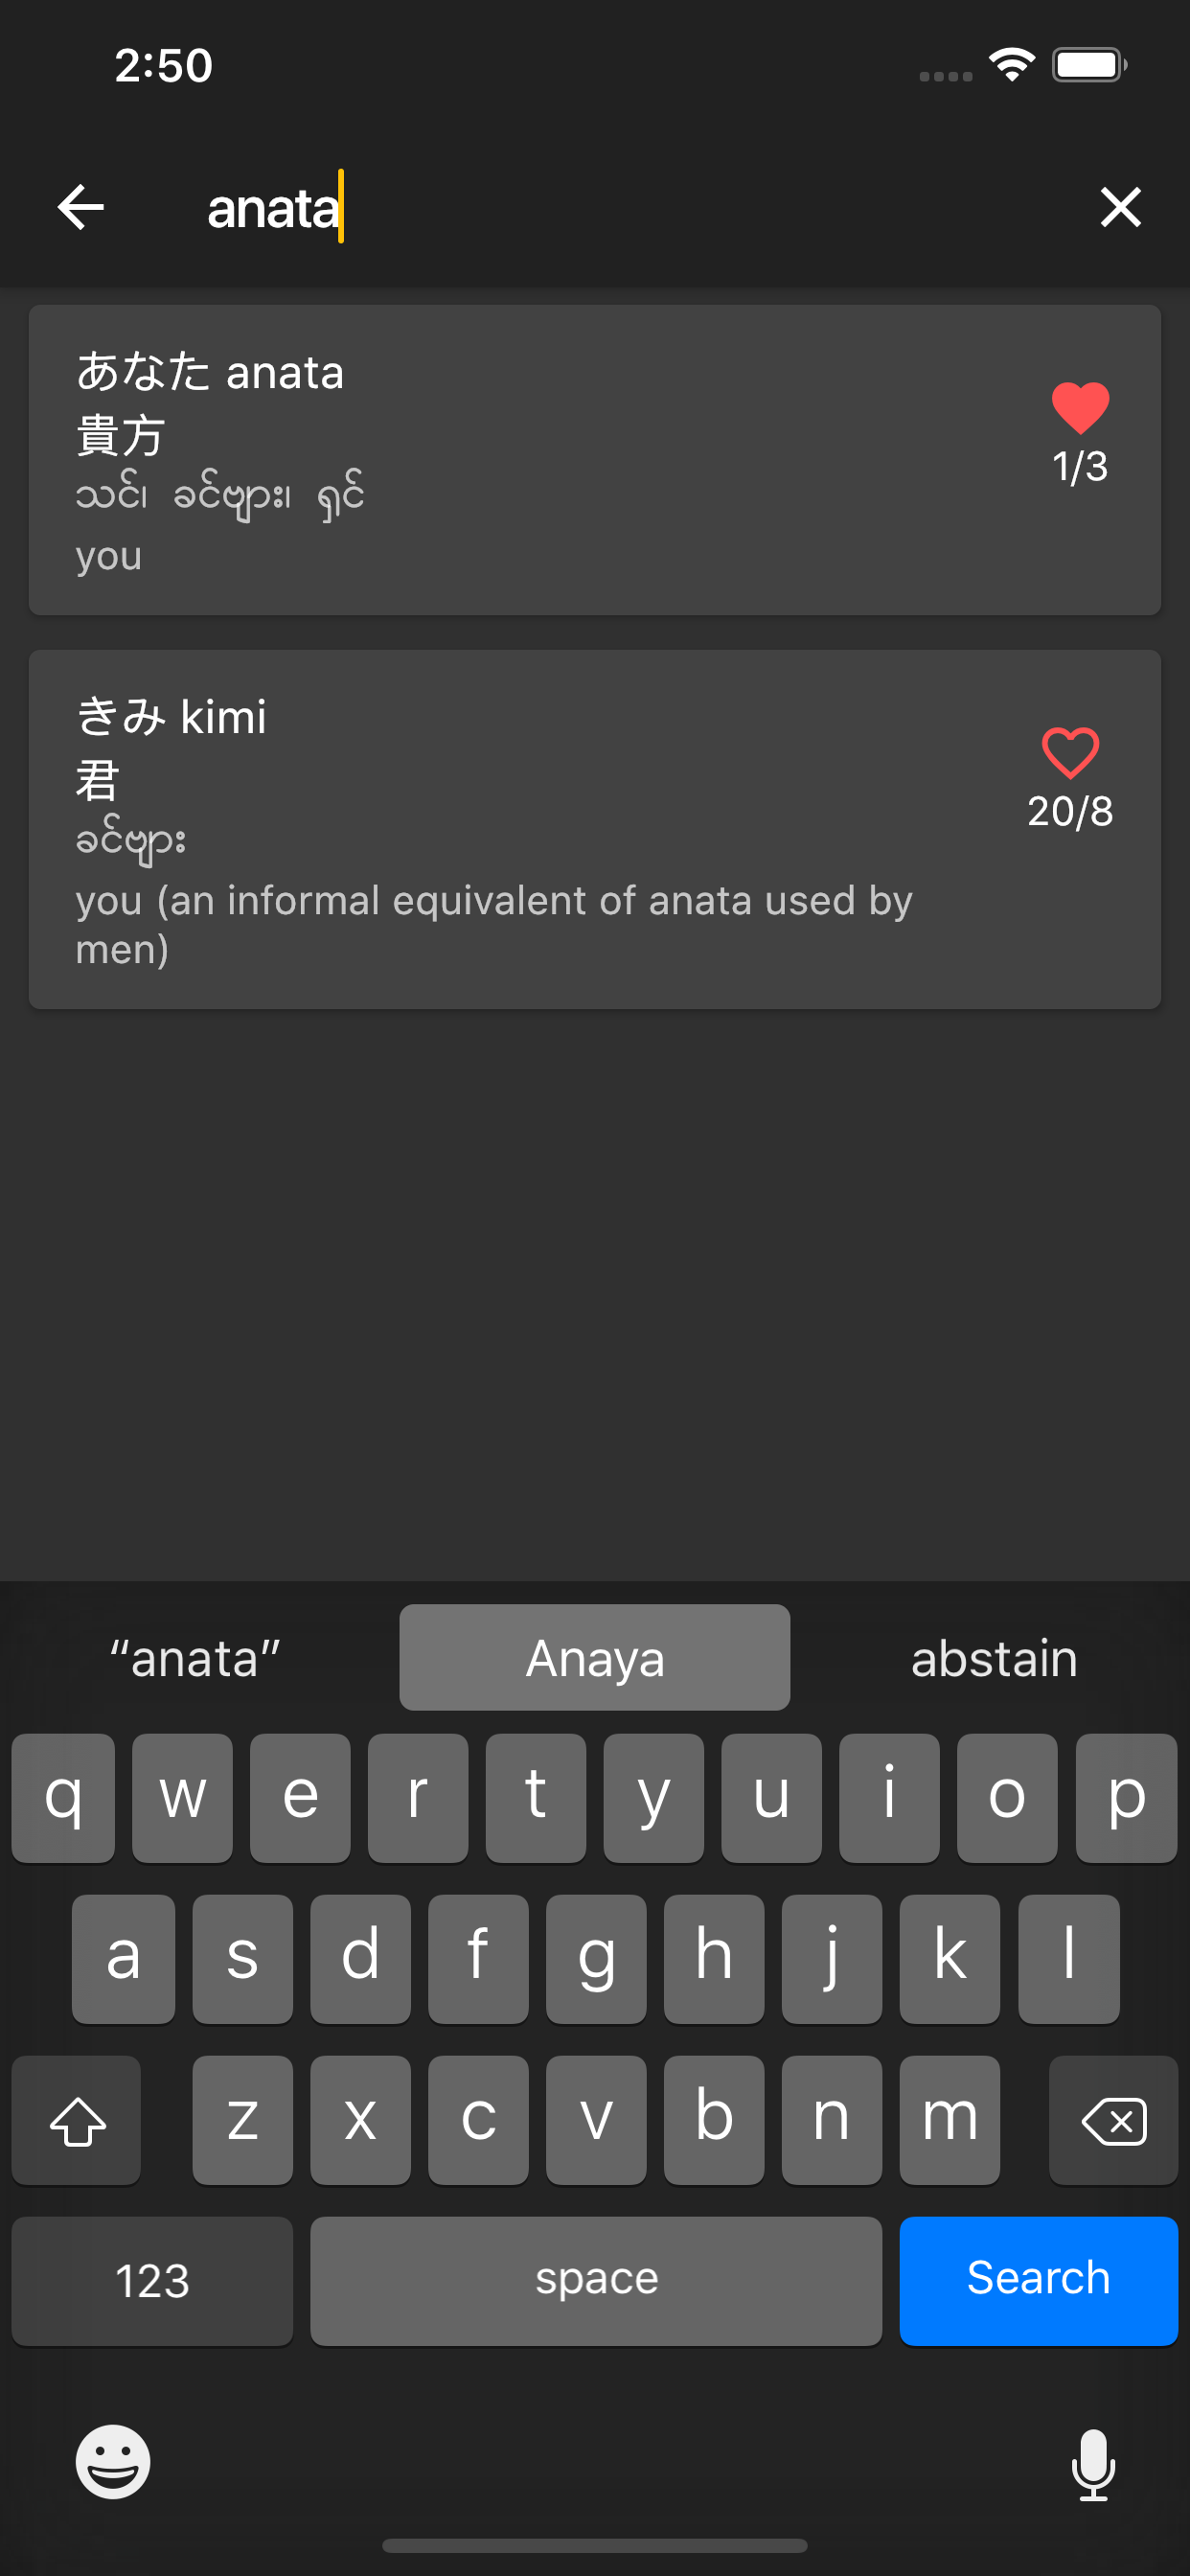 2:50
anata
あなた anata
貴方
သင်၊ ခင်ဗျား၊ ရှင်
you
1/3
きみ kimi
君
ခင်ဗျား
you (an informal equivalent of anata used by
men)
20/8
“anata” Anaya abstain
q w e r t y u i o p
a s d f g h j k l
z x c v b n m
123 space Search